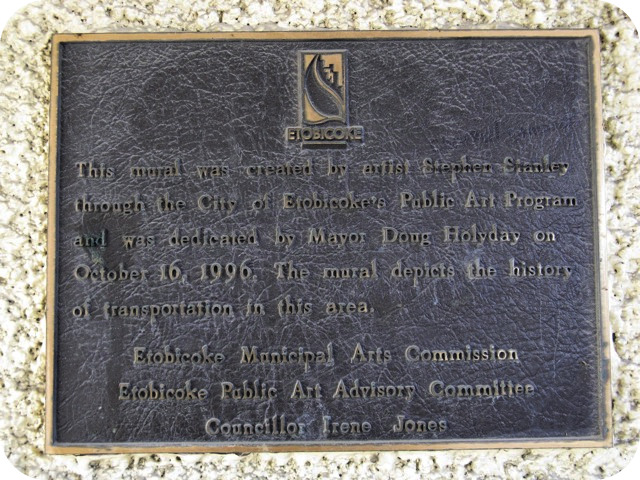 ETOBICOKE
This mural was created by artist Stephen Stanley
through the City of Etobicoke's Public Art Program
and was dedicated by Mayor Doug Holyday on
October 16, 1996. The mural depicts the history
of transportation in this area.
Etobicoke Municipal Arts Commission
Etobicoke Public Art Advisory Committee
Councillor Irene Jones